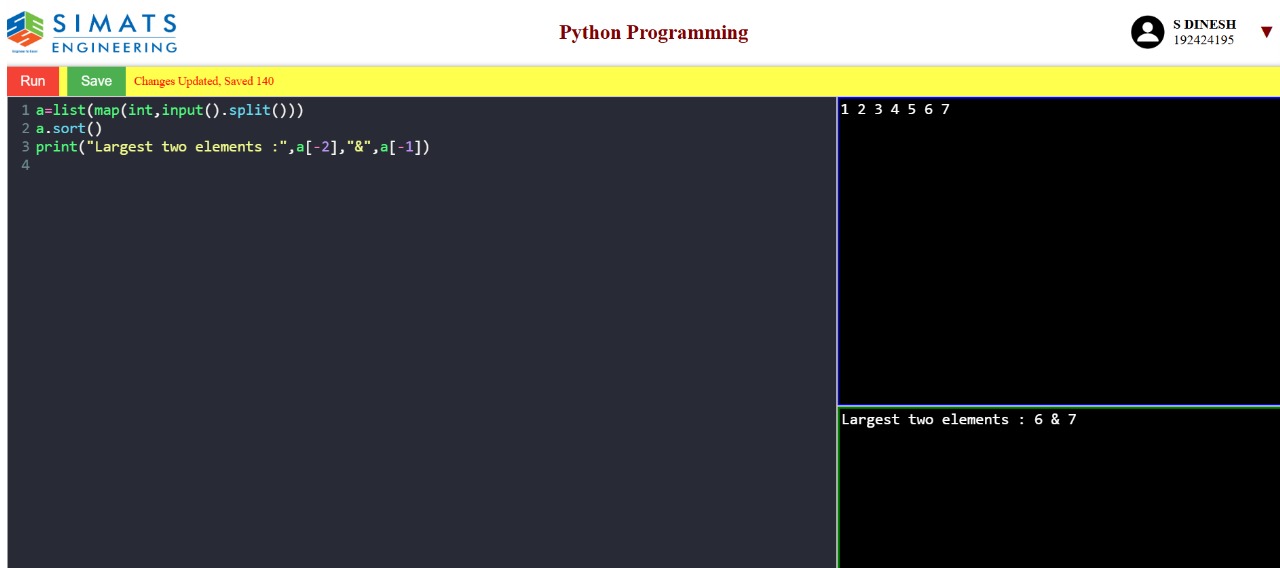 SIMATS
ENGINEERING
Python Programming
S DINESH
192424195
Run
Save
Changes Updated, Saved 140
1 a=list(map(int,input().split()))
2 a.sort()
3 print("Largest two elements :",a[-2],"&",a[-1])
4
1 2 3 4 5 6 7
Largest two elements : 6 & 7